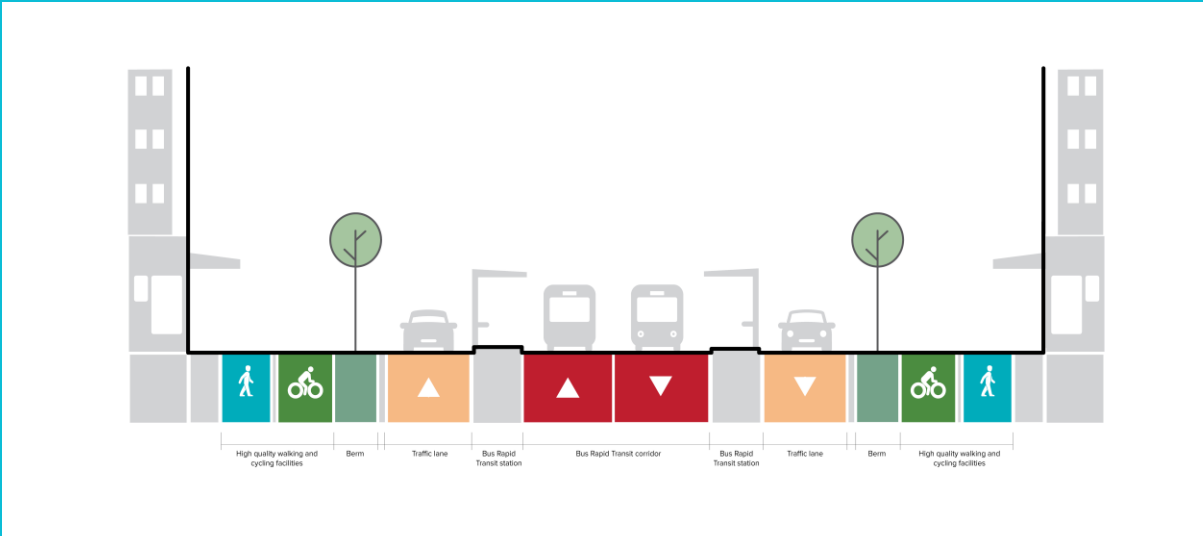 High quality walking and
cycling facilities
Berm
Traffic lane
Bus Rapid
Transit station
Bus Rapid Transit corridor
Bus Rapid
Transit station
Traffic lane
Berm
High quality walking and
cycling facilities